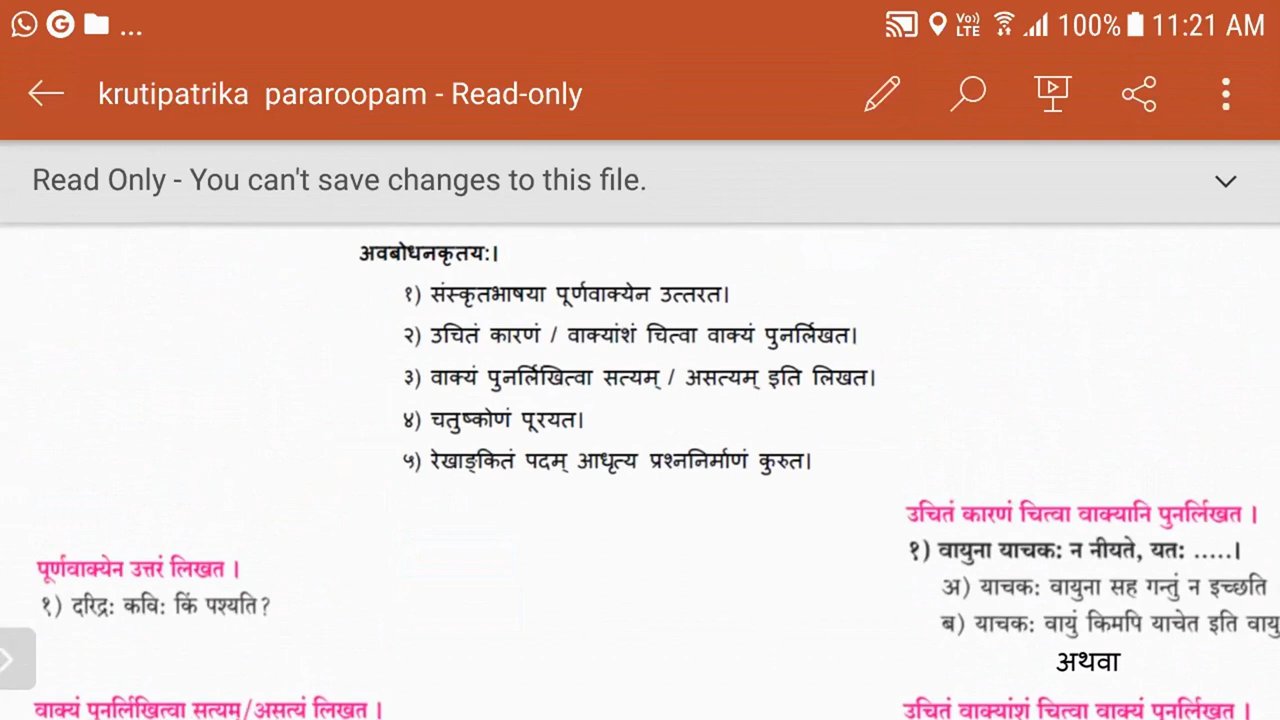 ...
Vo))
LTE
100%
11:21 AM
krutipatrika pararoopam - Read-only
Read Only - You can't save changes to this file.
अवबोधनकृतय:।
१) संस्कृतभाषया पूर्णवाक्येन उत्तरत।
२) उचितं कारणं / वाक्यांशं चित्वा वाक्यं पुनर्लिखत।
३) वाक्यं पुनर्लिखित्वा सत्यम् / असत्यम् इति लिखत।
४) चतुष्कोणं पूरयत।
५) रेखाङ्कितं पदम् आधृत्य प्रश्ननिर्माणं कुरुत।
उचितं कारणं चित्वा वाक्यानि पुनर्लिखत ।
१) वायुना याचक: न नीयते, यत: .....।
अ) याचक: वायुना सह गन्तुं न इच्छति
ब) याचक: वायुं किमपि याचेत इति वायु
अथवा
पूर्णवाक्येन उत्तरं लिखत ।
१) दरिद्र: कवि: किं पश्यति?
वाक्यं पुनर्लिखित्वा सत्यम्/असत्यं लिखत ।
उचितं वाक्यांशं चित्वा वाक्यं पुनर्लिखत ।